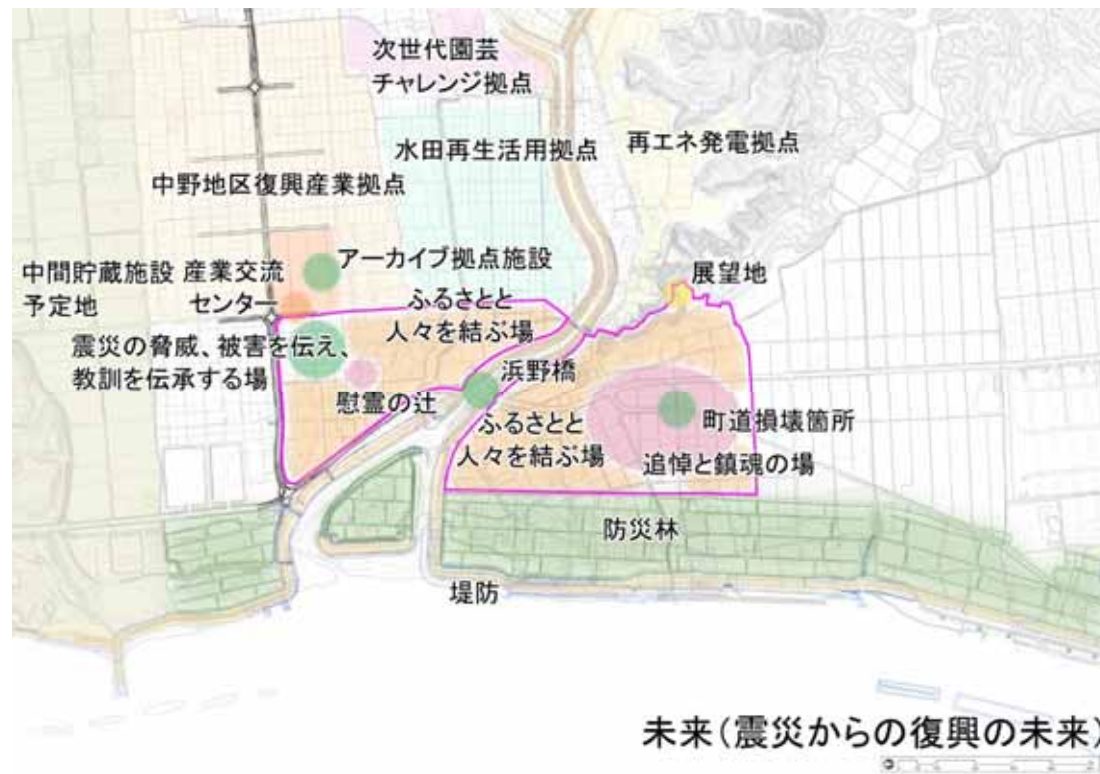 次世代園芸
チャレンジ拠点
水田再生活用拠点
再エネ発電拠点
中野地区復興産業拠点
アーカイブ拠点施設
中間貯蔵施設
予定地
産業交流
センター
展望地
ふるさとと
人々を結ぶ場
震災の脅威、被害を伝え、
教訓を伝承する場
浜野橋
慰霊の辻
ふるさとと
人々を結ぶ場
町道損壊箇所
追悼と鎮魂の場
防災林
堤防
未来(震災からの復興の未来)